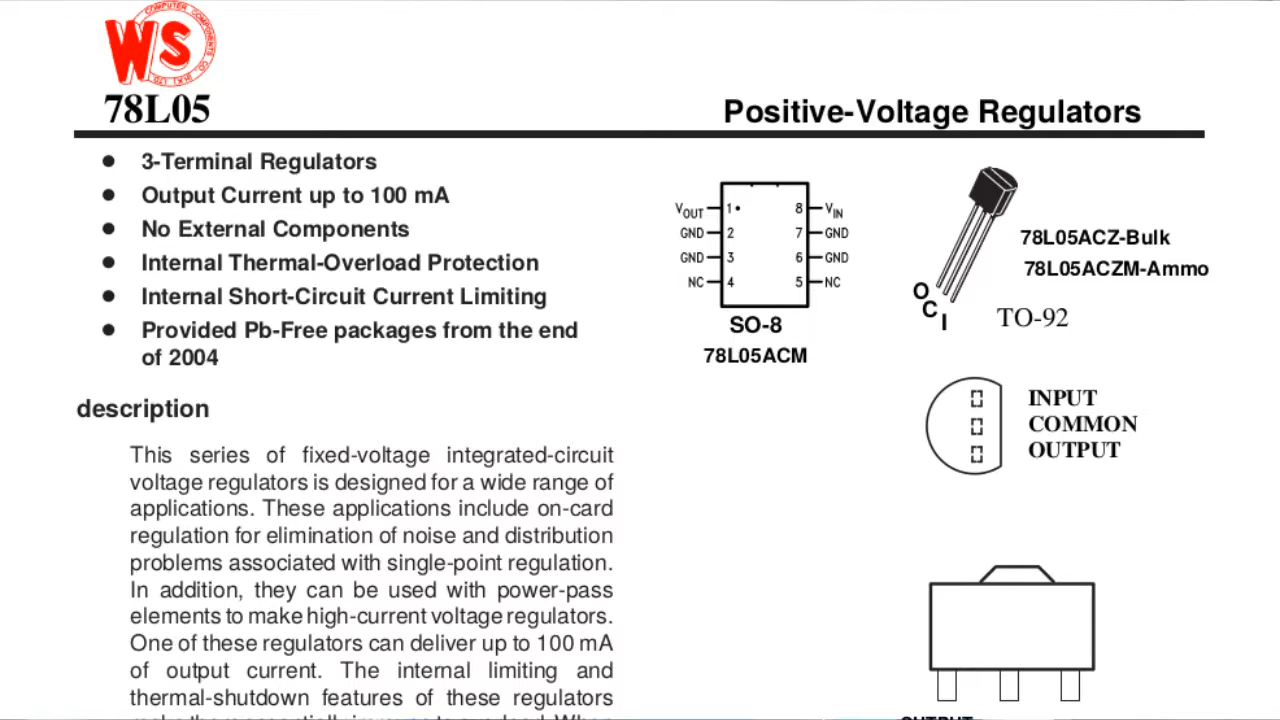 COMPUTER COMPONENTS CO. (H.K.) LTD.
WS
78L05
Positive-Voltage Regulators
3-Terminal Regulators
Output Current up to 100 mA
No External Components
Internal Thermal-Overload Protection
Internal Short-Circuit Current Limiting
Provided Pb-Free packages from the end
of 2004
description
This series of fixed-voltage integrated-circuit
voltage regulators is designed for a wide range of
applications. These applications include on-card
regulation for elimination of noise and distribution
problems associated with single-point regulation.
In addition, they can be used with power-pass
elements to make high-current voltage regulators.
One of these regulators can deliver up to 100 mA
of output current. The internal limiting and
thermal-shutdown features of these regulators
VOUT 1 8 VIN
GND 2 7 GND
GND 3 6 GND
NC 4 5 NC
SO-8
78L05ACM
78L05ACZ-Bulk
78L05ACZM-Ammo
O
C
I
TO-92
INPUT
COMMON
OUTPUT
OUTPUT